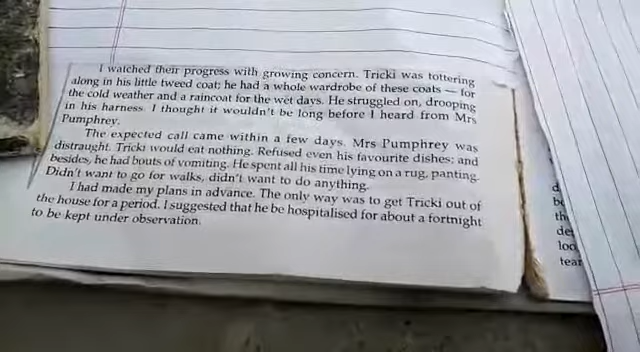 I watched their progress with growing concern. Tricki was tottering
along in his little tweed coat; he had a whole wardrobe of these coats — for
the cold weather and a raincoat for the wet days. He struggled on, drooping
in his harness. I thought it wouldn't be long before I heard from Mrs
Pumphrey.
The expected call came within a few days. Mrs Pumphrey was
distraught. Tricki would eat nothing. Refused even his favourite dishes; and
besides, he had bouts of vomiting. He spent all his time lying on a rug, panting.
Didn't want to go for walks, didn't want to do anything.
I had made my plans in advance. The only way was to get Tricki out of
the house for a period. I suggested that he be hospitalised for about a fortnight
to be kept under observation.